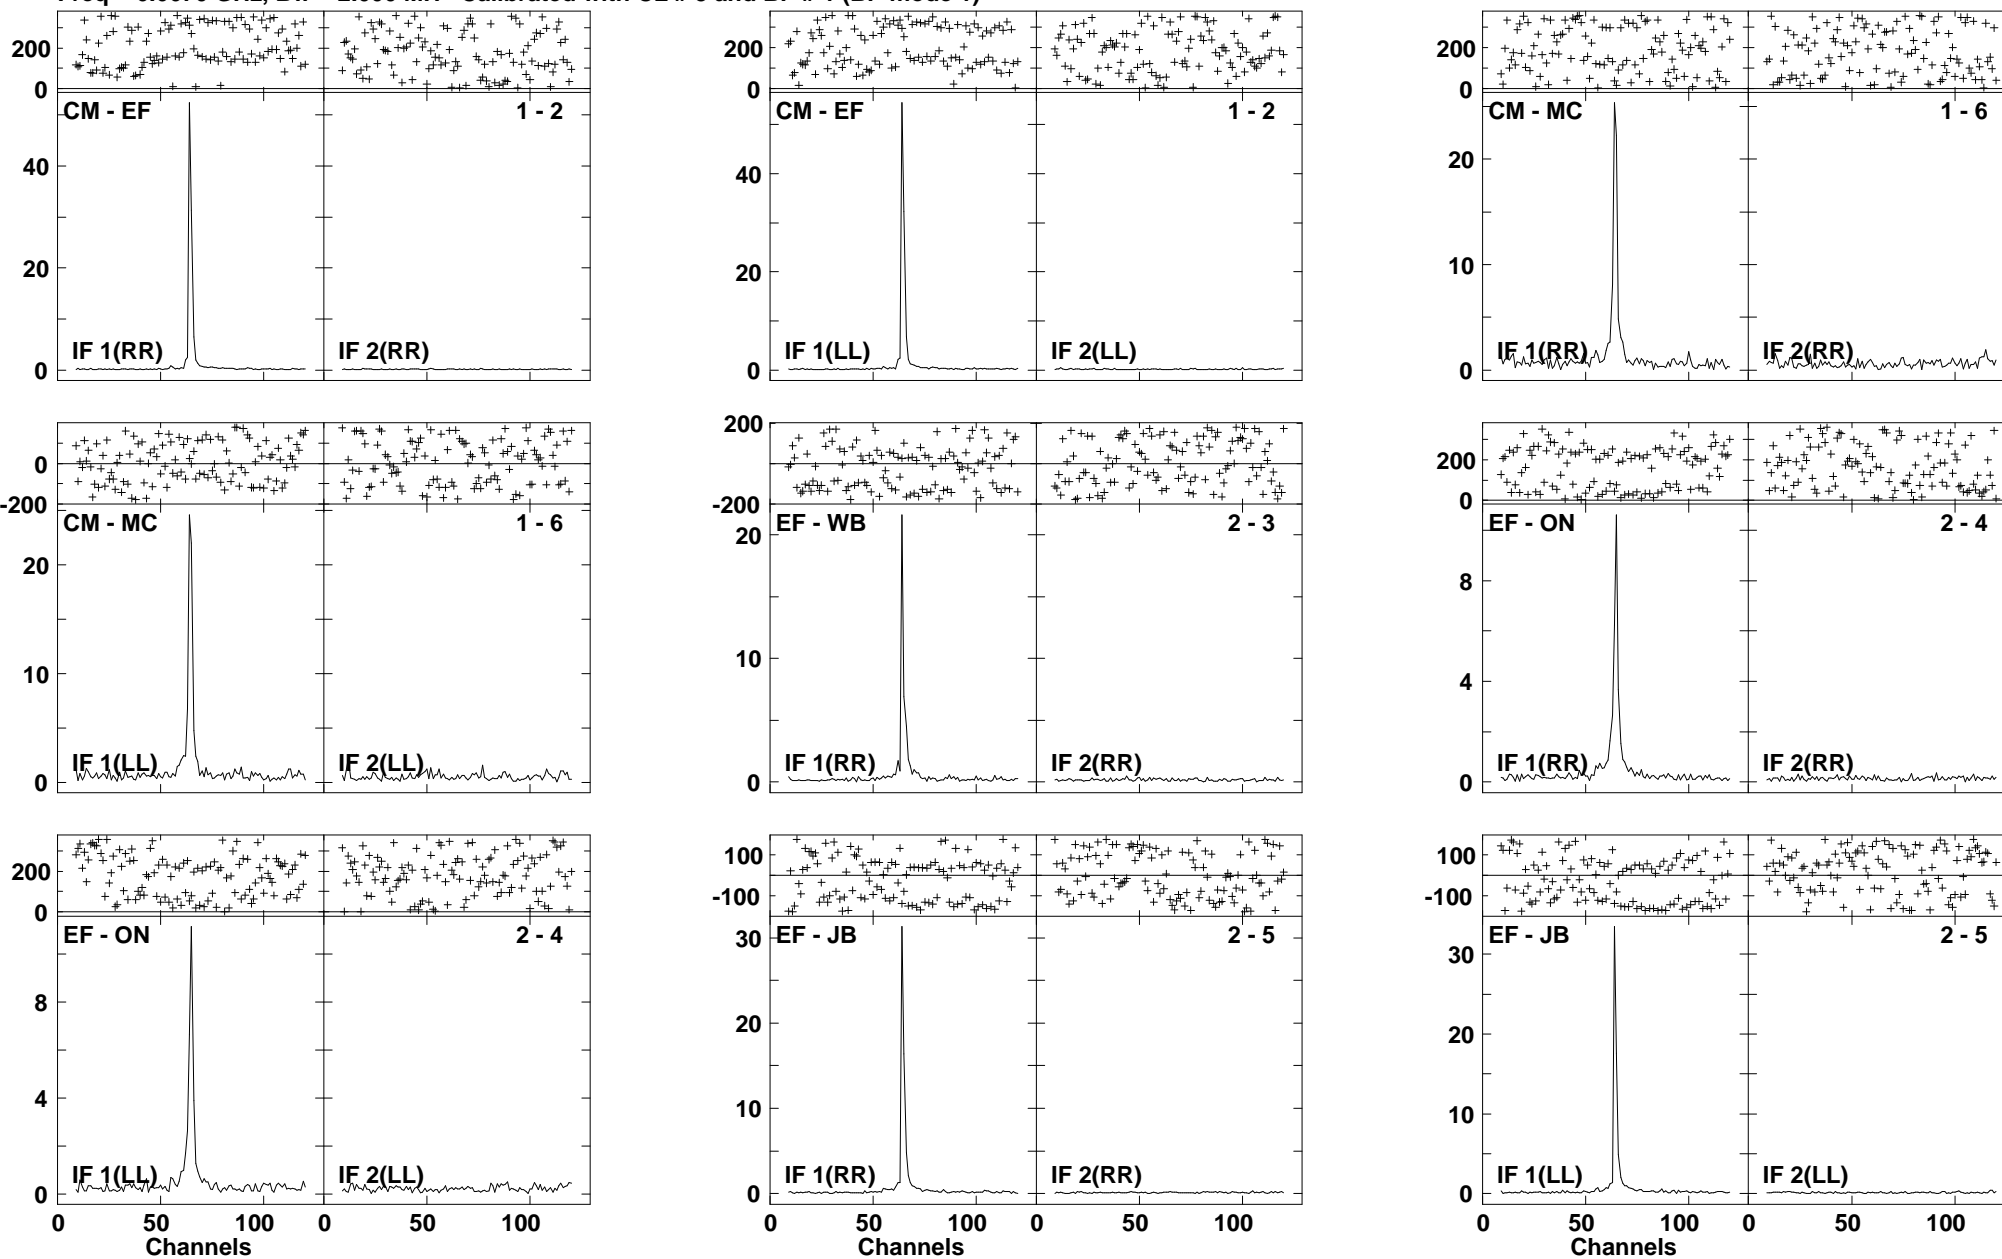 200 200 200
0 0 0
CM - EF 1 - 2 CM - EF 1 - 2 CM - MC 1 - 6
40 40 20
20 20 10
IF 1(RR) IF 2(RR) IF 1(LL) IF 2(LL) IF 1(RR) IF 2(RR)
0 0 0
200
0 200
-200 -200 0
CM - MC 1 - 6 EF - WB 2 - 3 EF - ON 2 - 4
20 20 8
10 10 4
IF 1(LL) IF 2(LL) IF 1(RR) IF 2(RR) IF 1(RR) IF 2(RR)
0 0 0
200 100 100
0 -100 -100
EF - ON 2 - 4 EF - JB 2 - 5 EF - JB 2 - 5
30 30
8 20 20
4 10 10
IF 1(LL) IF 2(LL) IF 1(RR) IF 2(RR) IF 1(LL) IF 2(LL)
0 0 0
0 50 100 0 50 100 0 50 100 0 50 100 0 50 100 0 50 100
Channels Channels Channels